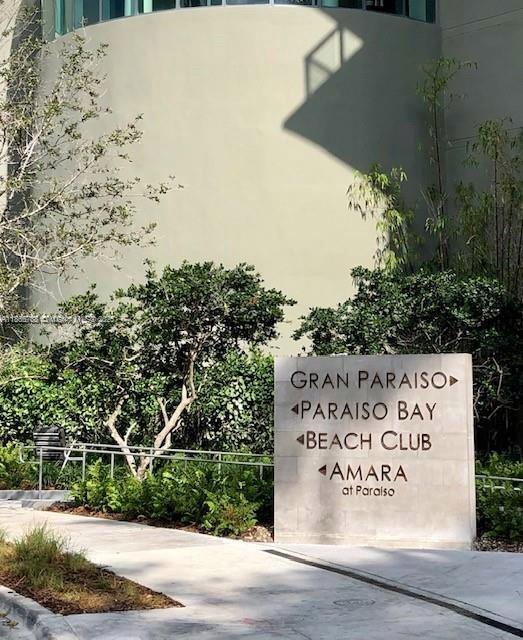 GRAN PARAISO
PARAISO BAY
BEACH CLUB
AMARA
at Paraiso